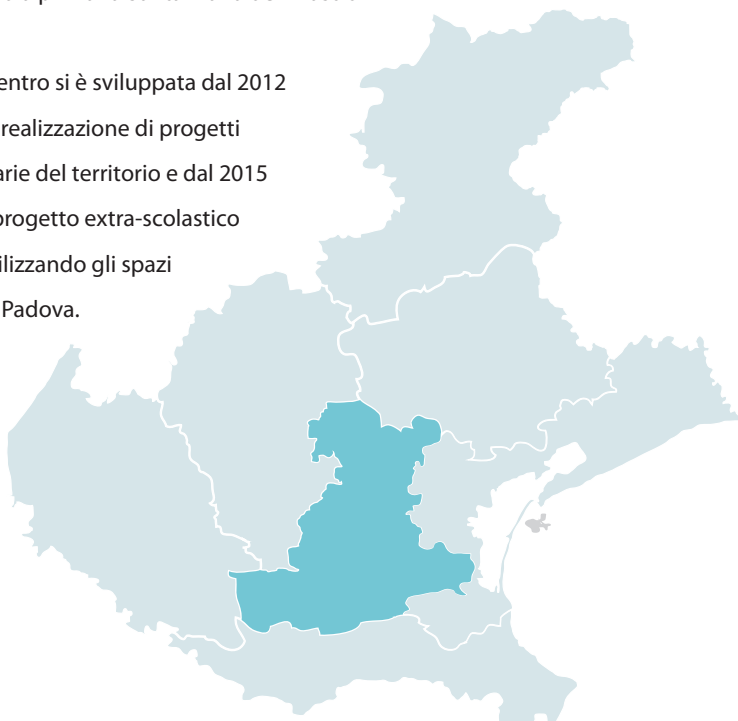 entro si è sviluppata dal 2012
realizzazione di progetti
arie del territorio e dal 2015
progetto extra-scolastico
ilizzando gli spazi
Padova.